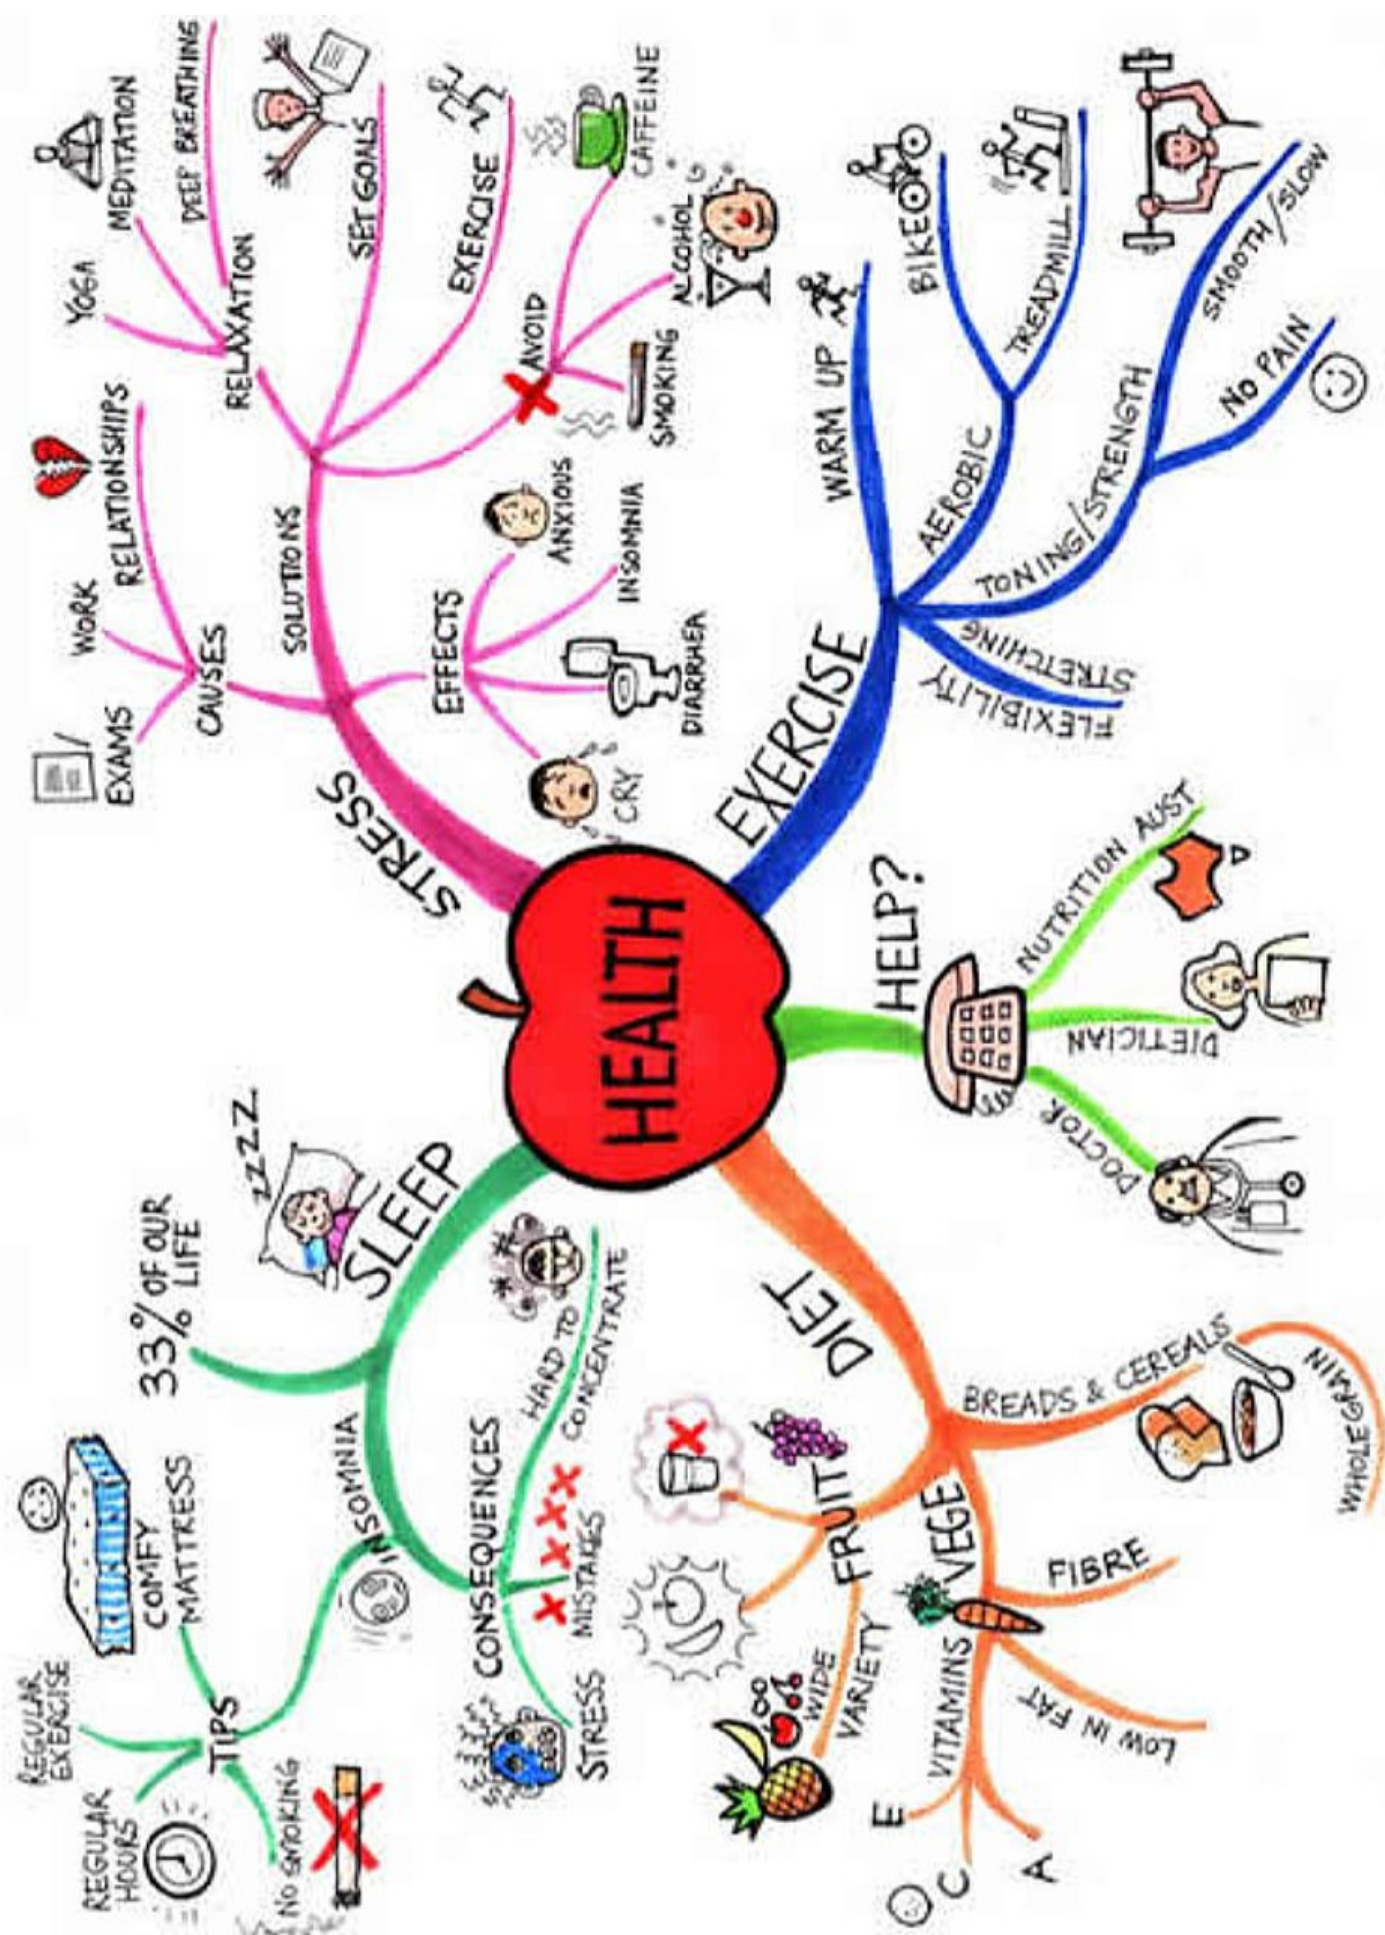 HEALTH
STRESS
CAUSES
EXAMS
WORK
RELATIONSHIPS
SOLUTIONS
RELAXATION
YOGA
MEDITATION
DEEP BREATHING
SET GOALS
EXERCISE
AVOID
CAFFEINE
ALCOHOL
SMOKING
EFFECTS
ANXIOUS
INSOMNIA
DIARRHEA
CRY
EXERCISE
WARM UP
AEROBIC
BIKE
TREADMILL
TONING/STRENGTH
SMOOTH/SLOW
NO PAIN
STRETCHING
FLEXIBILITY
HELP?
NUTRITION AUST
DIETICIAN
DOCTOR
DIET
BREADS & CEREALS
WHOLEGRAIN
VEGE
FIBRE
LOW IN FAT
VITAMINS
A
C
E
FRUIT
WIDE
VARIETY
SLEEP
zzzz
33% OF OUR
LIFE
INSOMNIA
CONSEQUENCES
HARD TO
CONCENTRATE
MISTAKES
STRESS
TIPS
COMFY
MATTRESS
REGULAR
EXERCISE
REGULAR
HOURS
NO SMOKING